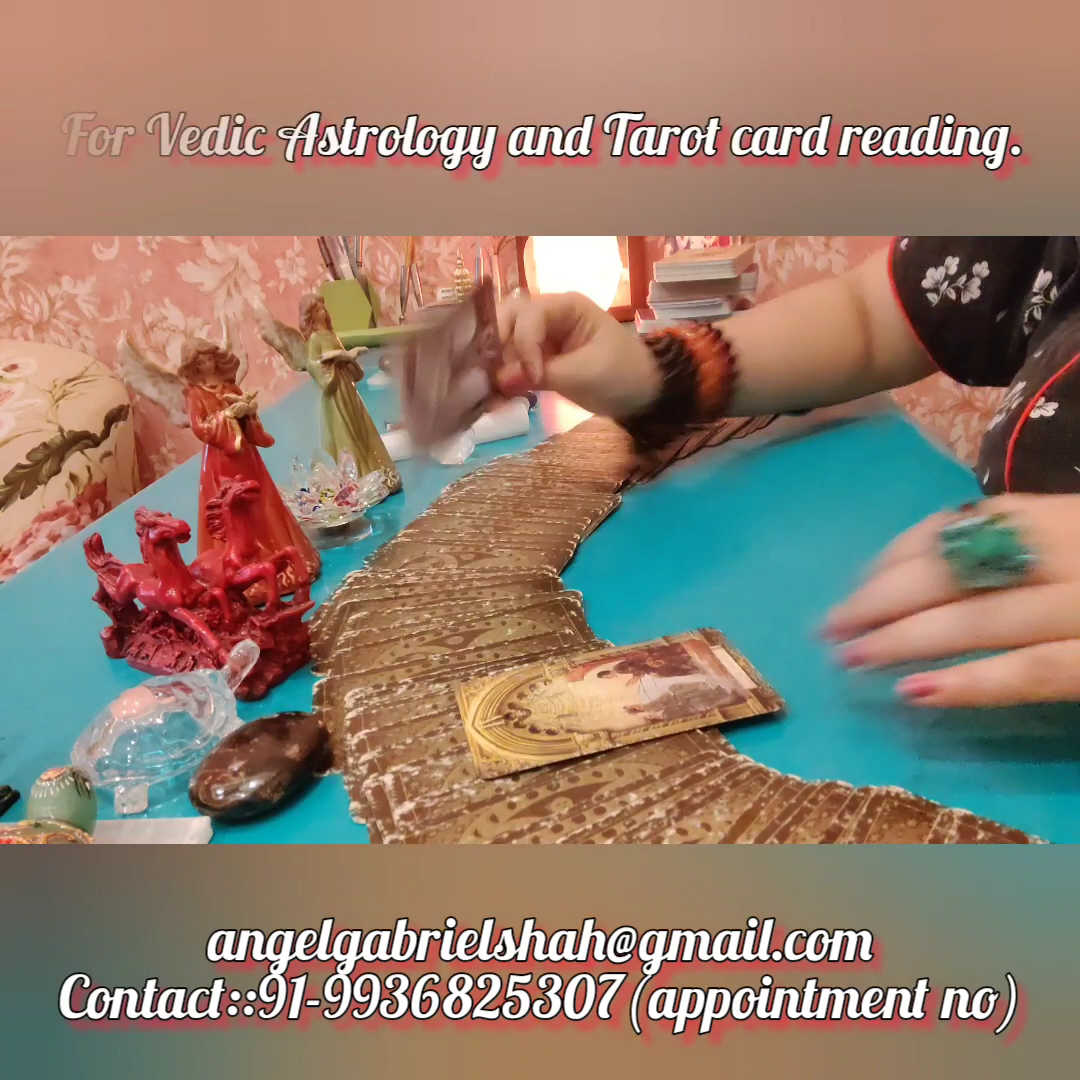 For Vedic Astrology and Tarot card reading.
angelgabrielshah@gmail.com
Contact::91-9936825307(appointment no)